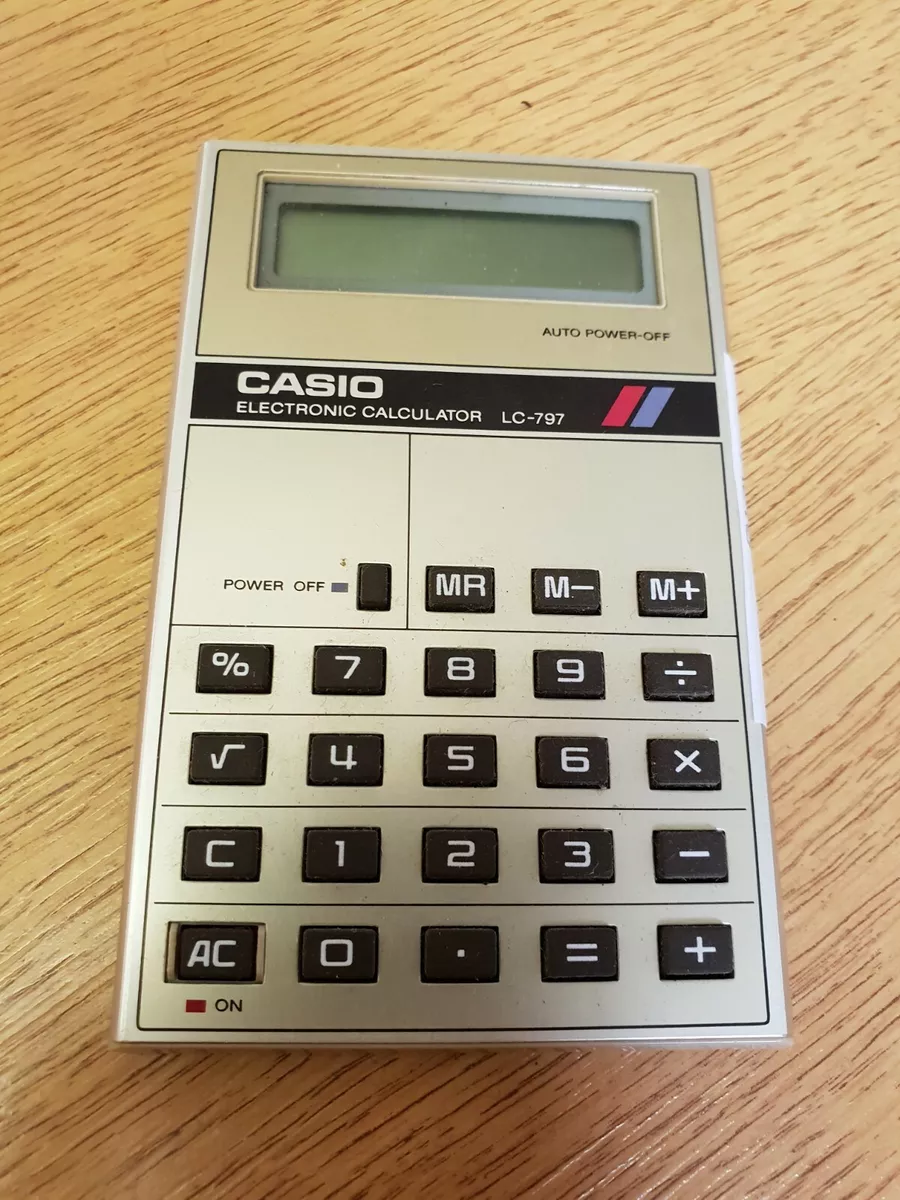 AUTO POWER-OFF
CASIO
ELECTRONIC CALCULATOR LC-797
POWER OFF MR M− M+
% 7 8 9 ÷
√ 4 5 6 ×
C 1 2 3 −
AC 0 . = +
ON